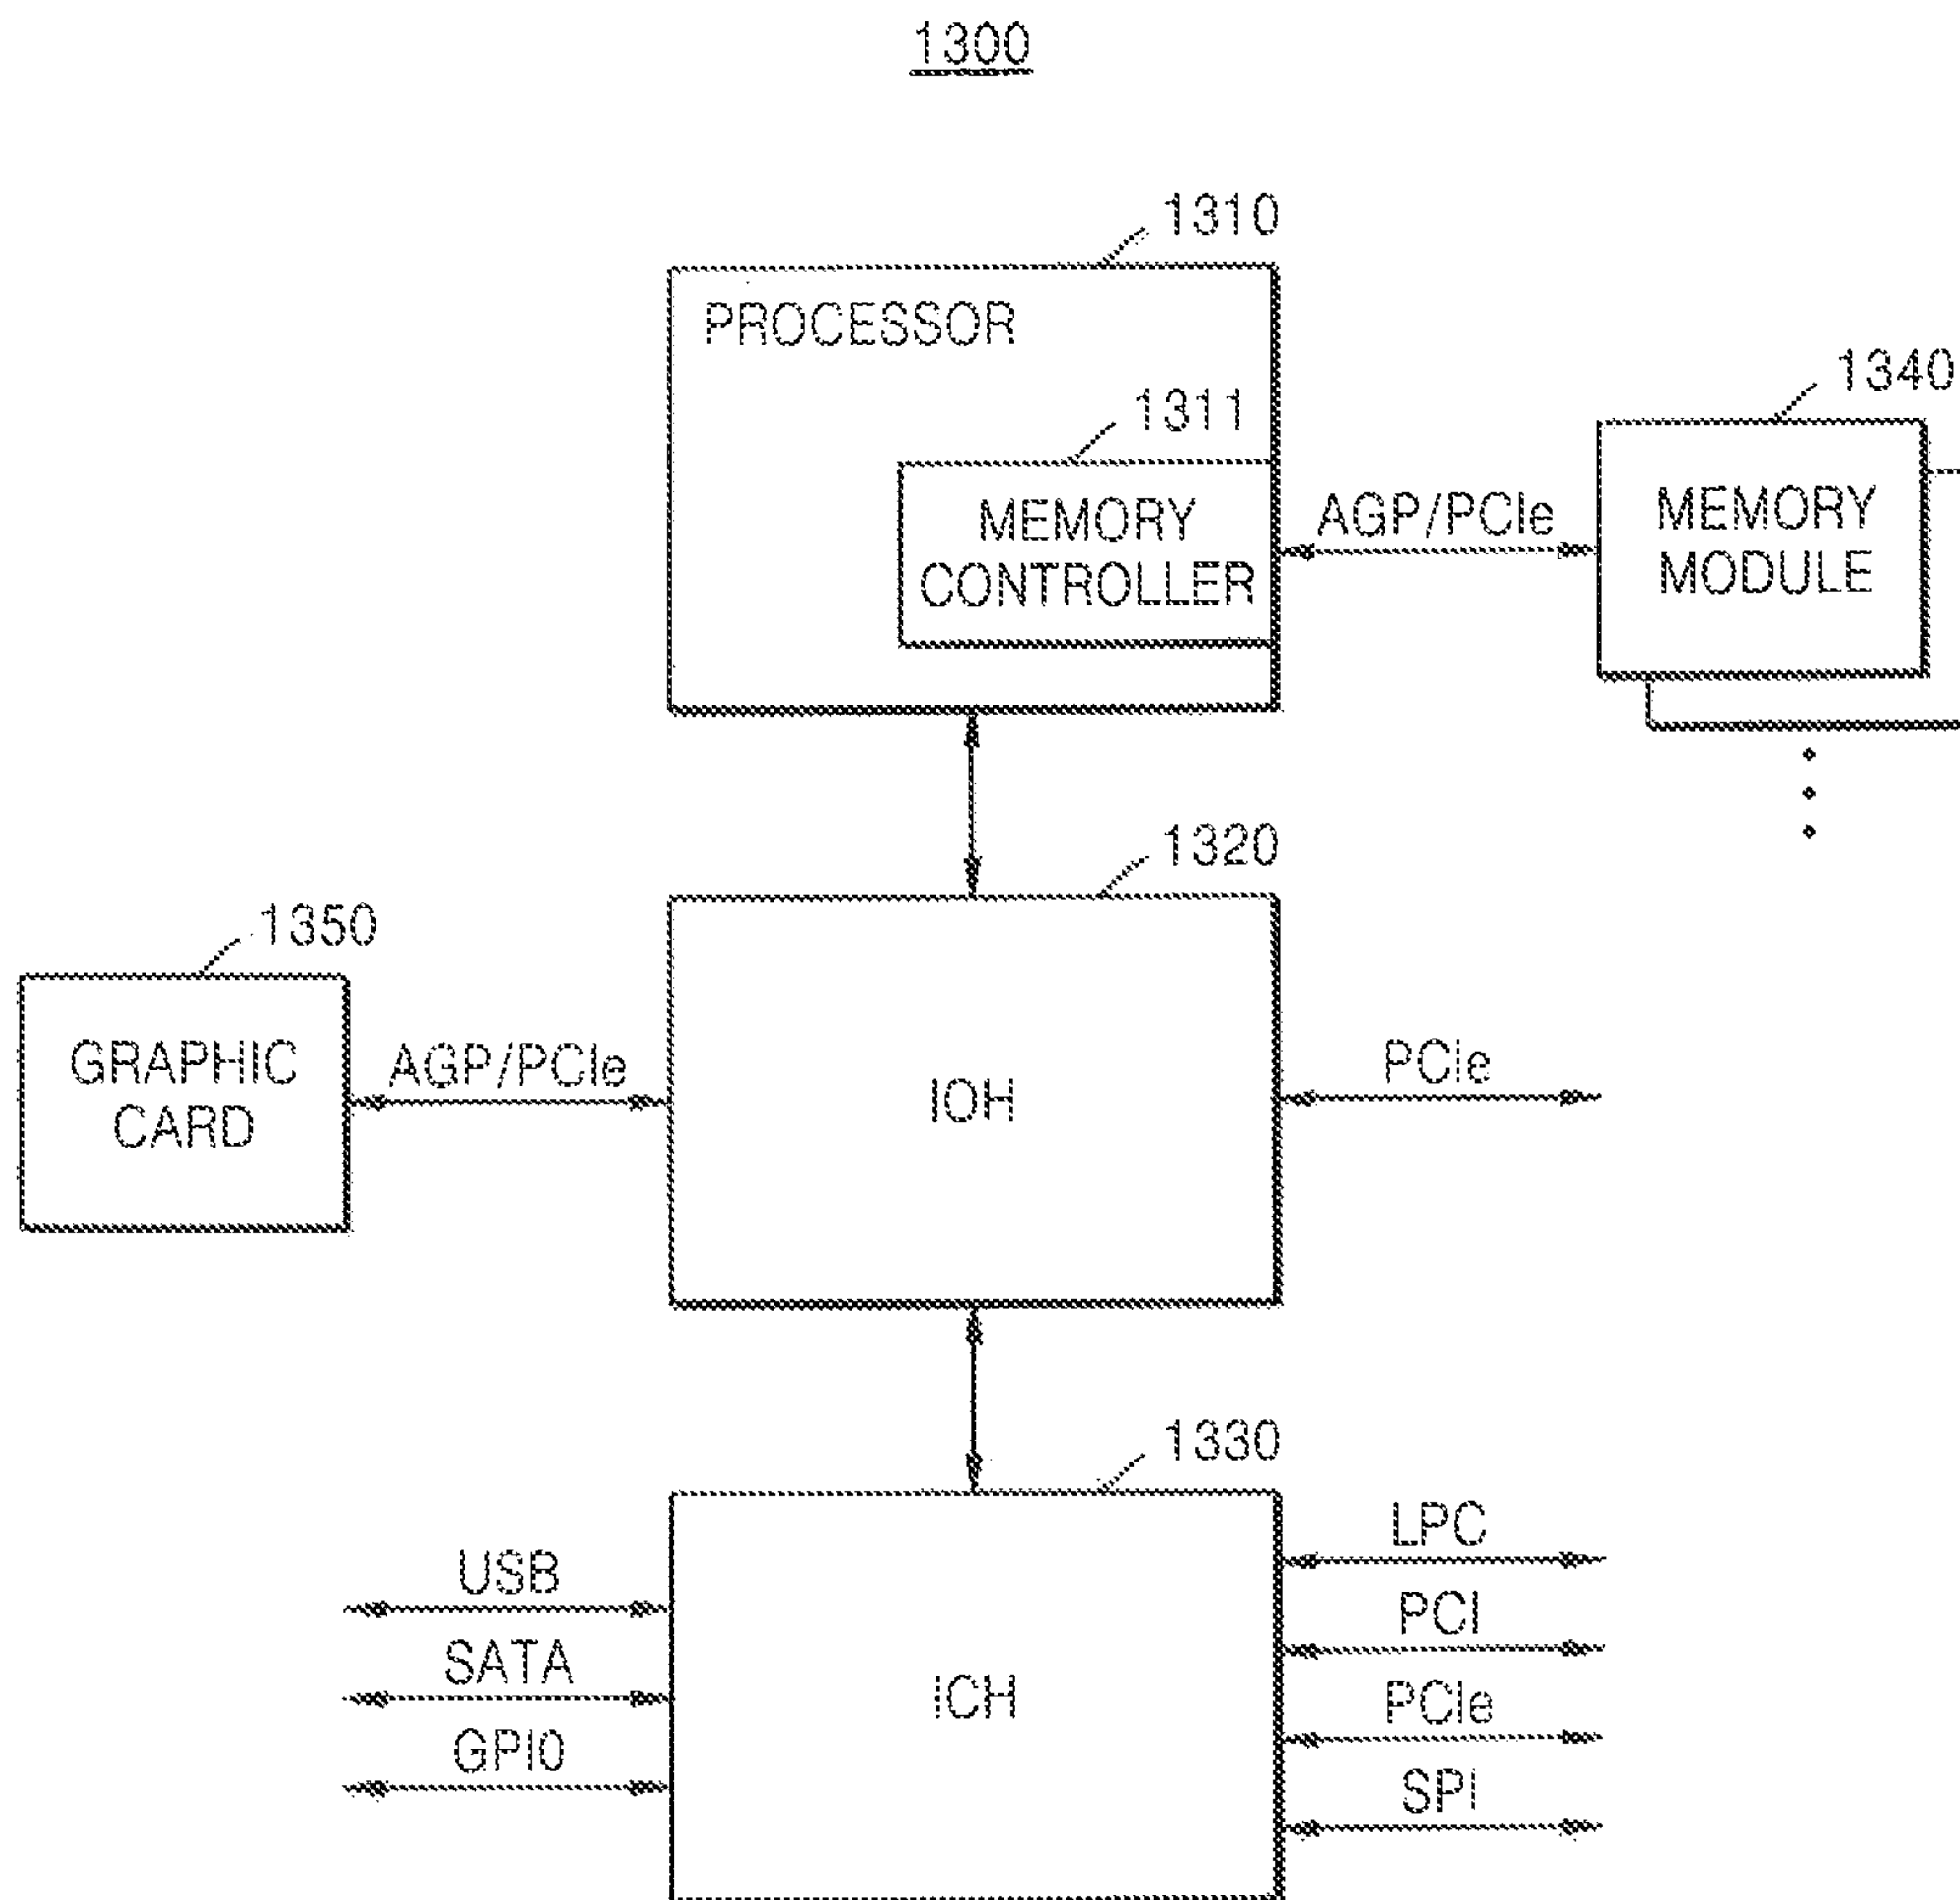 1300
1310
PROCESSOR
1340
1311
MEMORY
CONTROLLER
AGP/PCIe
MEMORY
MODULE
1320
1350
GRAPHIC
CARD
AGP/PCIe
IOH
PCIe
1330
USB
SATA
GPIO
ICH
LPC
PCI
PCIe
SPI